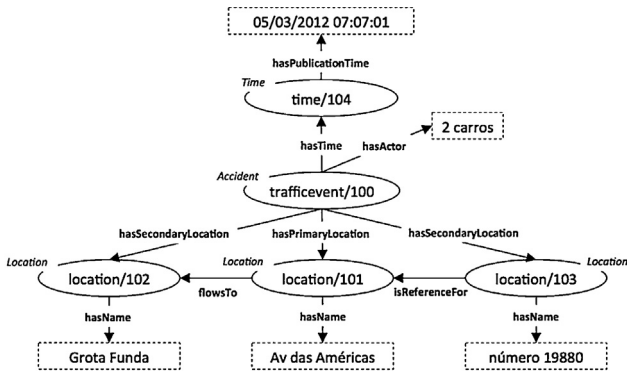 05/03/2012 07:07:01
hasPublicationTime
Time
time/104
2 carros
hasTime
hasActor
Accident
trafficevent/100
hasSecondaryLocation
hasPrimaryLocation
hasSecondaryLocation
Location
Location
Location
location/102
location/101
location/103
flowsTo
isReferenceFor
hasName
hasName
hasName
Grota Funda
Av das Américas
número 19880